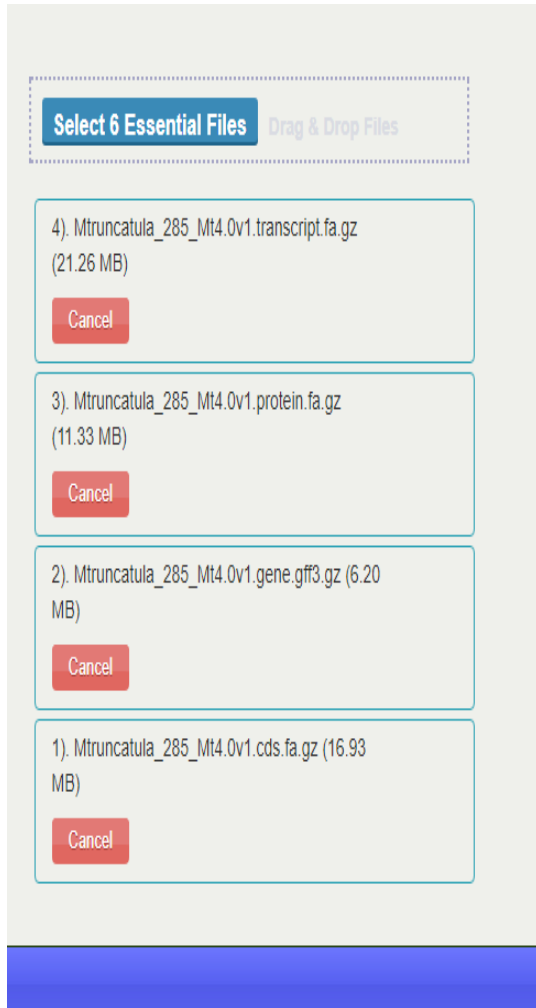 Select 6 Essential Files Drag & Drop Files
4). Mtruncatula_285_Mt4.0v1.transcript.fa.gz
(21.26 MB)
Cancel
3). Mtruncatula_285_Mt4.0v1.protein.fa.gz
(11.33 MB)
Cancel
2). Mtruncatula_285_Mt4.0v1.gene.gff3.gz (6.20
MB)
Cancel
1). Mtruncatula_285_Mt4.0v1.cds.fa.gz (16.93
MB)
Cancel